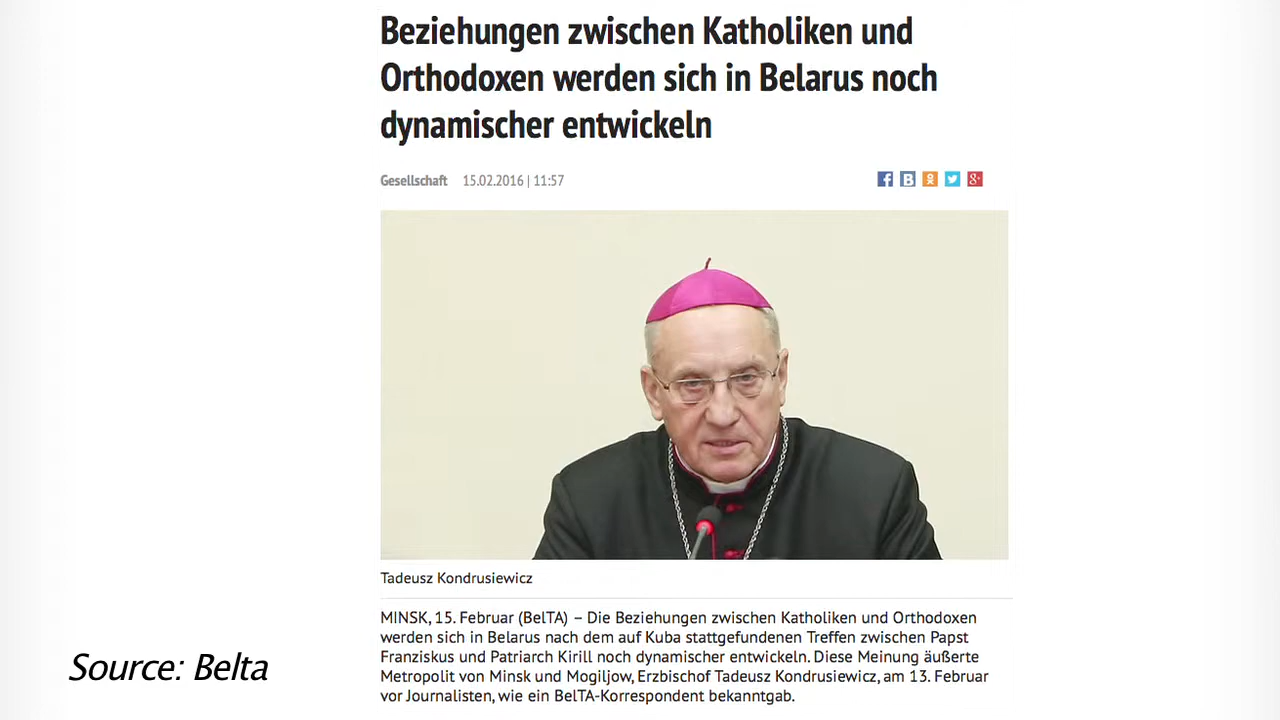 Beziehungen zwischen Katholiken und
Orthodoxen werden sich in Belarus noch
dynamischer entwickeln
Gesellschaft 15.02.2016 | 11:57
Tadeusz Kondrusiewicz
MINSK, 15. Februar (BelTA) – Die Beziehungen zwischen Katholiken und Orthodoxen
werden sich in Belarus nach dem auf Kuba stattgefundenen Treffen zwischen Papst
Franziskus und Patriarch Kirill noch dynamischer entwickeln. Diese Meinung äußerte
Metropolit von Minsk und Mogiljow, Erzbischof Tadeusz Kondrusiewicz, am 13. Februar
vor Journalisten, wie ein BelTA-Korrespondent bekanntgab.
Source: Belta